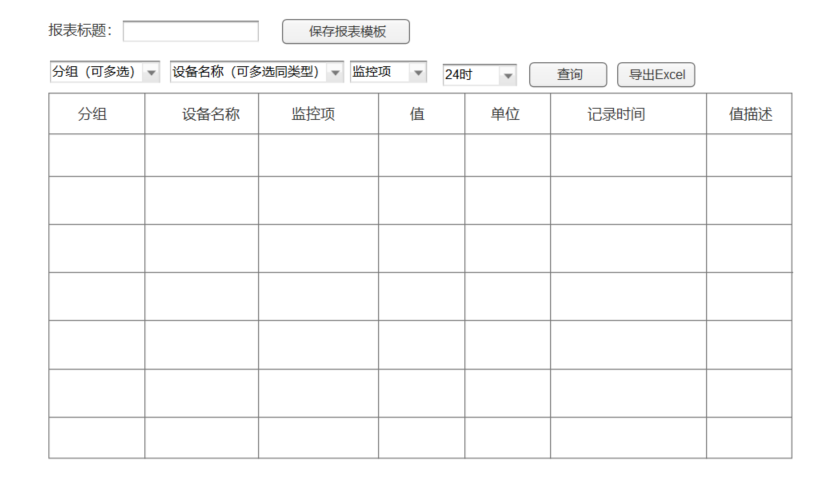 报表标题： 保存报表模板
分组（可多选） 设备名称（可多选同类型） 监控项 24时 查询 导出Excel
分组 设备名称 监控项 值 单位 记录时间 值描述